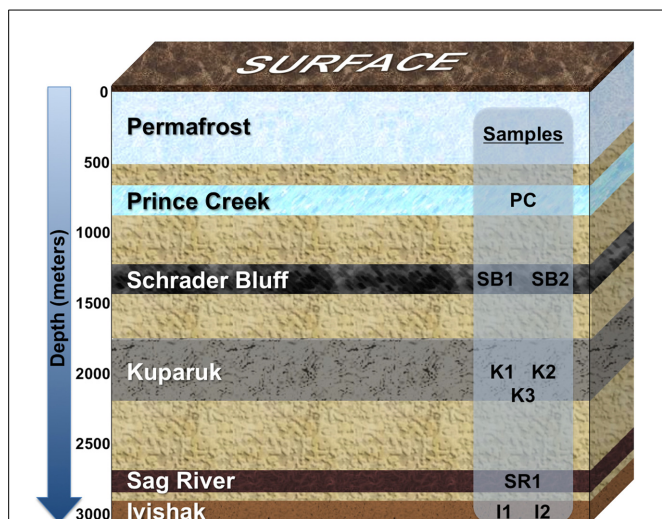 SURFACE
0
Permafrost
Samples
500
Prince Creek PC
1000
Schrader Bluff SB1 SB2
1500
Kuparuk K1 K2
2000
K3
2500
Sag River SR1
3000
Ivishak I1 I2
Depth (meters)